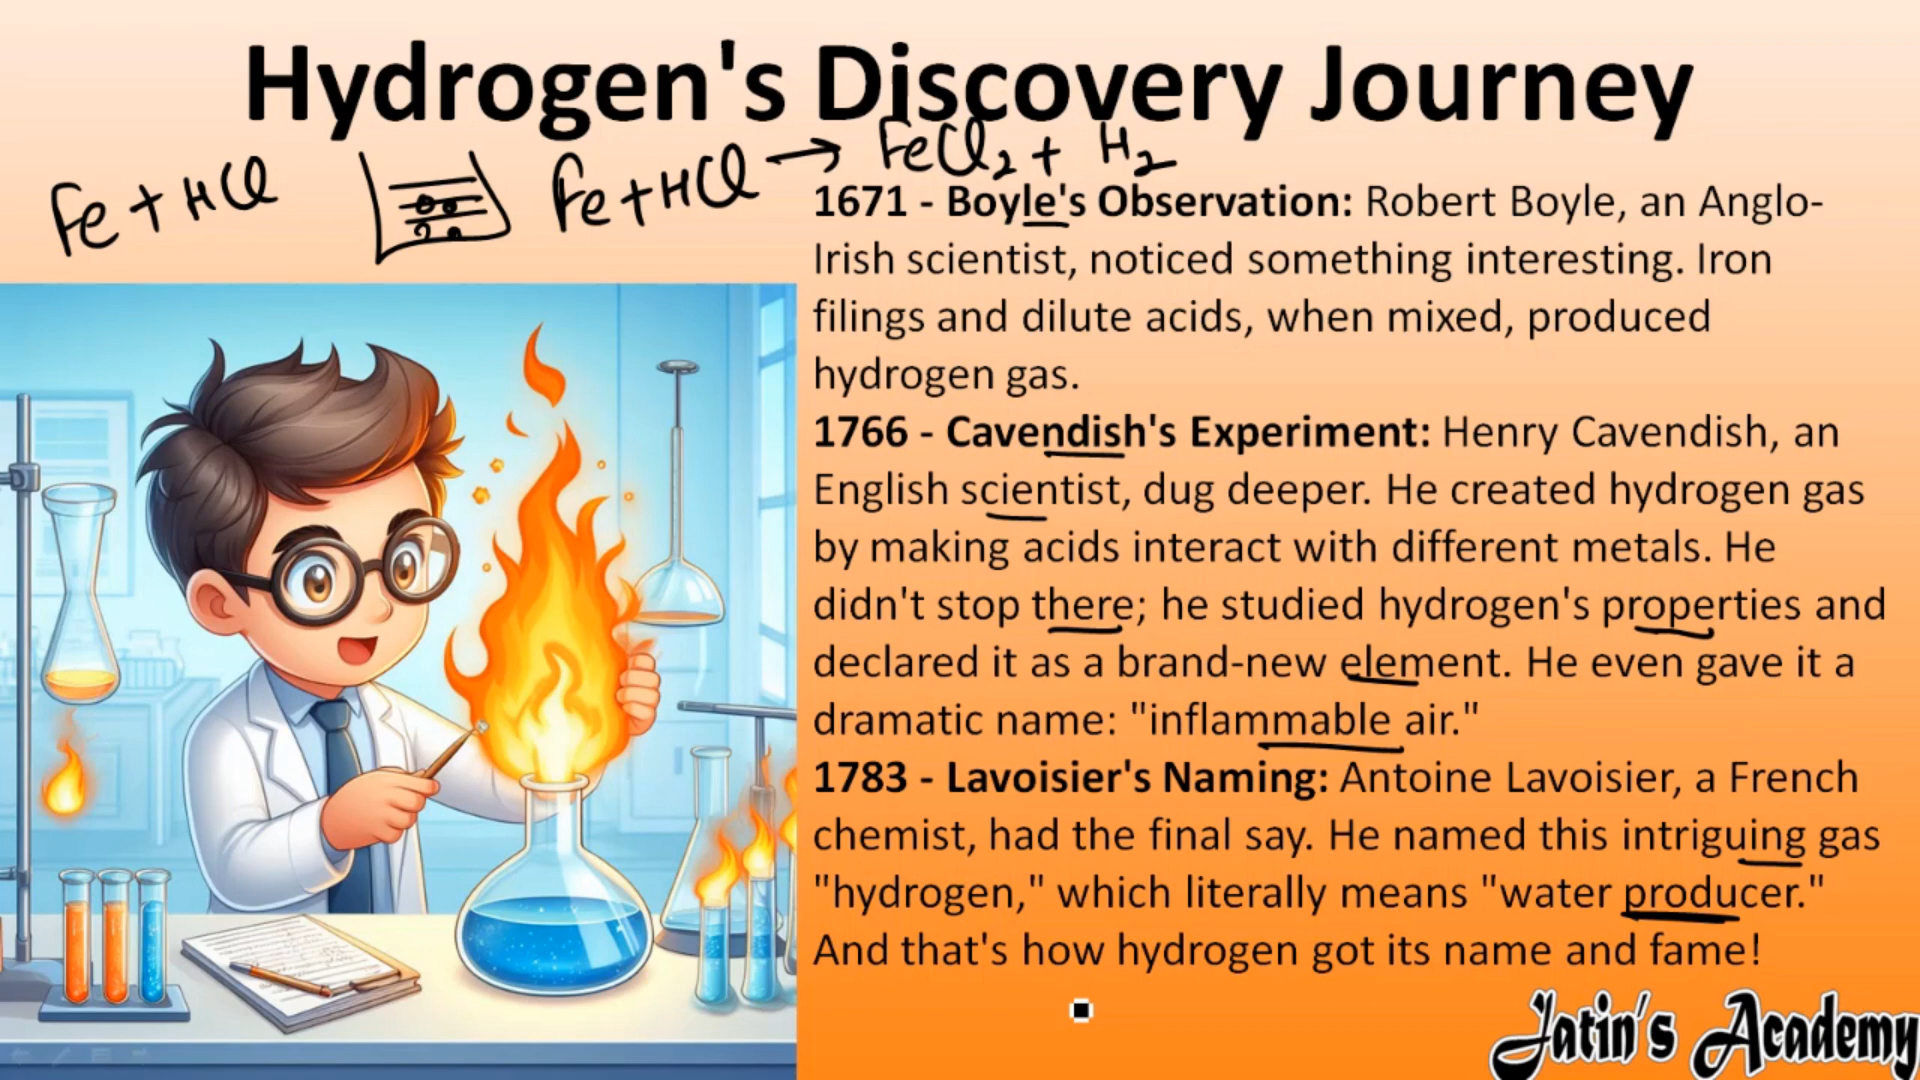 Hydrogen's Discovery Journey
Fe + HCl
Fe + HCl → FeCl₂ + H₂
1671 - Boyle's Observation: Robert Boyle, an Anglo-
Irish scientist, noticed something interesting. Iron
filings and dilute acids, when mixed, produced
hydrogen gas.
1766 - Cavendish's Experiment: Henry Cavendish, an
English scientist, dug deeper. He created hydrogen gas
by making acids interact with different metals. He
didn't stop there; he studied hydrogen's properties and
declared it as a brand-new element. He even gave it a
dramatic name: "inflammable air."
1783 - Lavoisier's Naming: Antoine Lavoisier, a French
chemist, had the final say. He named this intriguing gas
"hydrogen," which literally means "water producer."
And that's how hydrogen got its name and fame!
Jatin's Academy